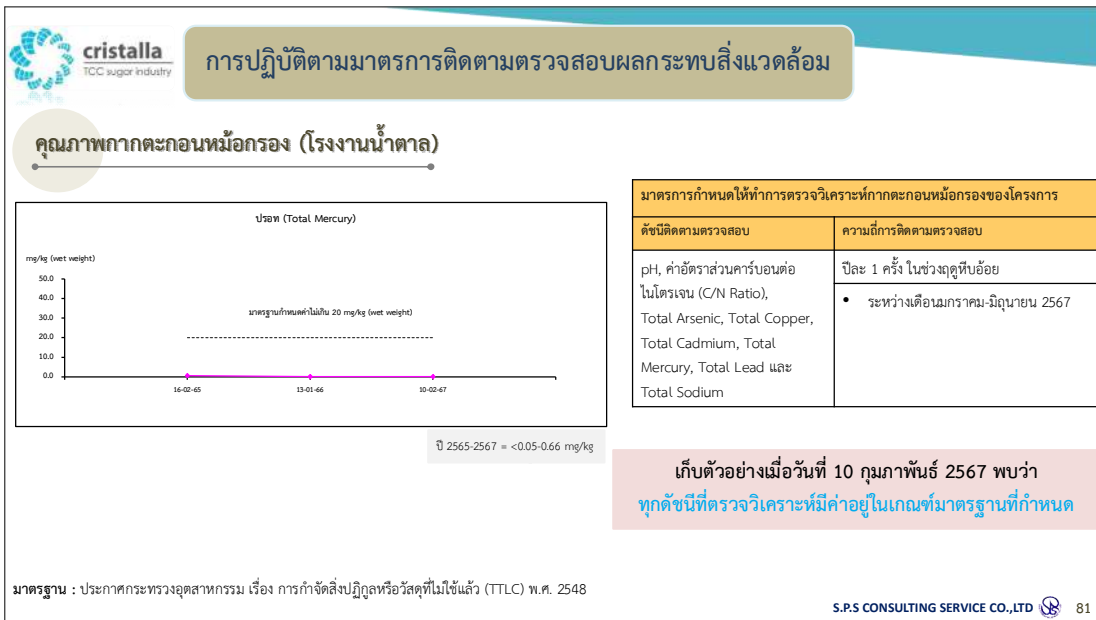 cristalla
TCC sugar industry
การปฏิบัติตามมาตรการติดตามตรวจสอบผลกระทบสิ่งแวดล้อม
คุณภาพกากตะกอนหม้อกรอง (โรงงานน้ำตาล)
ปรอท (Total Mercury)
mg/kg (wet weight)
50.0
40.0
30.0
20.0
10.0
0.0
มาตรฐานกำหนดค่าไม่เกิน 20 mg/kg (wet weight)
16-02-65 13-01-66 10-02-67
ปี 2565-2567 = <0.05-0.66 mg/kg
มาตรการกำหนดให้ทำการตรวจวิเคราะห์กากตะกอนหม้อกรองของโครงการ
ดัชนีติดตามตรวจสอบ ความถี่การติดตามตรวจสอบ
pH, ค่าอัตราส่วนคาร์บอนต่อ
ไนโตรเจน (C/N Ratio),
Total Arsenic, Total Copper,
Total Cadmium, Total
Mercury, Total Lead และ
Total Sodium
ปีละ 1 ครั้ง ในช่วงฤดูหีบอ้อย
• ระหว่างเดือนมกราคม-มิถุนายน 2567
เก็บตัวอย่างเมื่อวันที่ 10 กุมภาพันธ์ 2567 พบว่า
ทุกดัชนีที่ตรวจวิเคราะห์มีค่าอยู่ในเกณฑ์มาตรฐานที่กำหนด
มาตรฐาน : ประกาศกระทรวงอุตสาหกรรม เรื่อง การกำจัดสิ่งปฏิกูลหรือวัสดุที่ไม่ใช้แล้ว (TTLC) พ.ศ. 2548
S.P.S CONSULTING SERVICE CO.,LTD 81